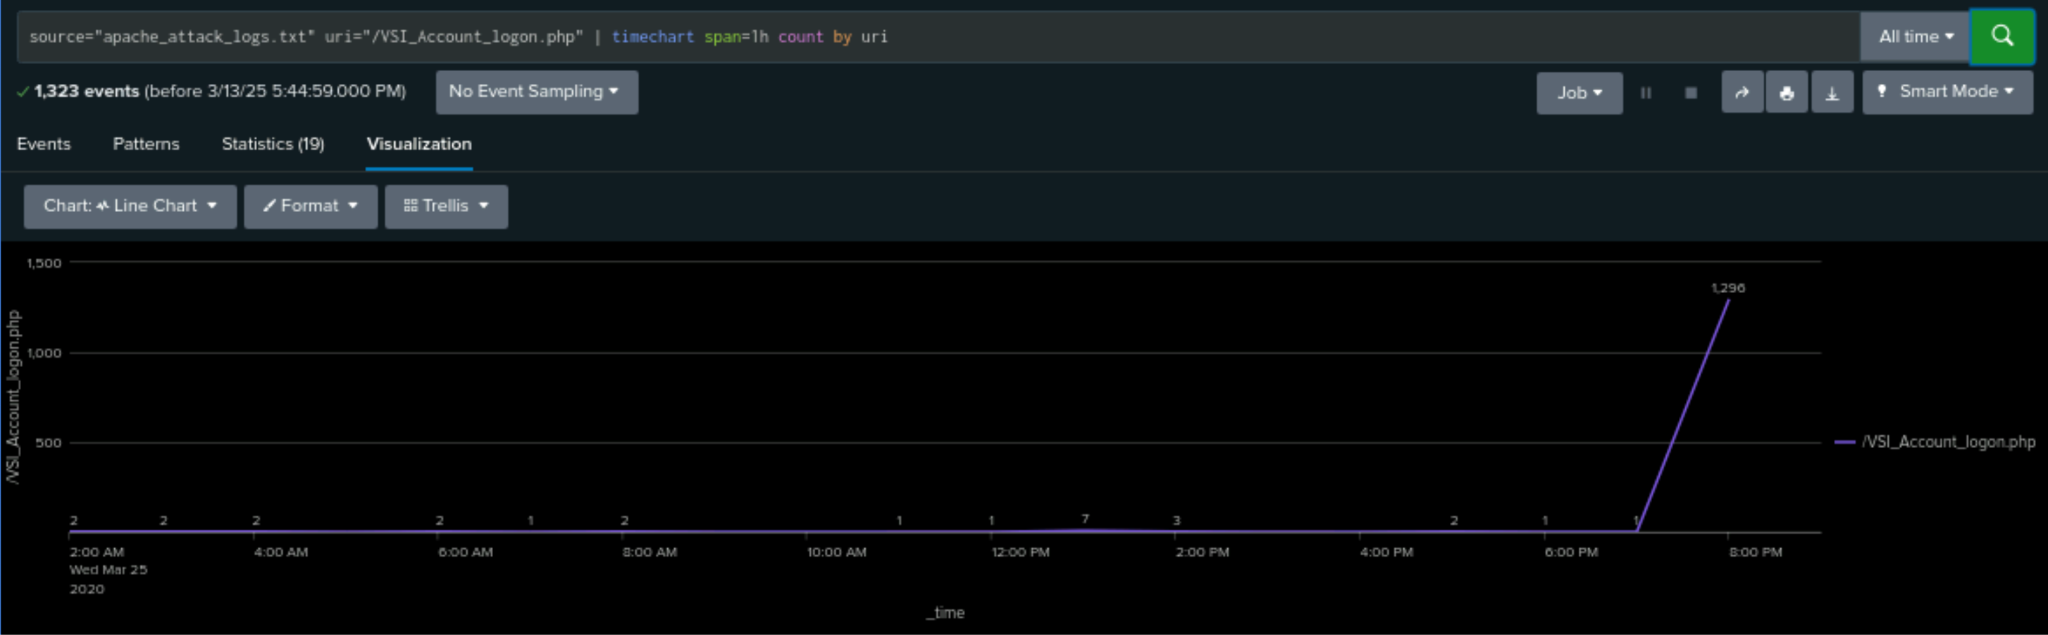 source="apache_attack_logs.txt" uri="/VSI_Account_logon.php" | timechart span=1h count by uri
All time
1,323 events (before 3/13/25 5:44:59.000 PM)
No Event Sampling
Job
Smart Mode
Events
Patterns
Statistics (19)
Visualization
Chart: Line Chart
Format
Trellis
1,500
1,000
500
/VSI_Account_logon.php
1,296
2
2
2
2
1
2
1
1
7
3
2
1
1
/VSI_Account_logon.php
2:00 AM
Wed Mar 25
2020
4:00 AM
6:00 AM
8:00 AM
10:00 AM
12:00 PM
2:00 PM
4:00 PM
6:00 PM
8:00 PM
_time